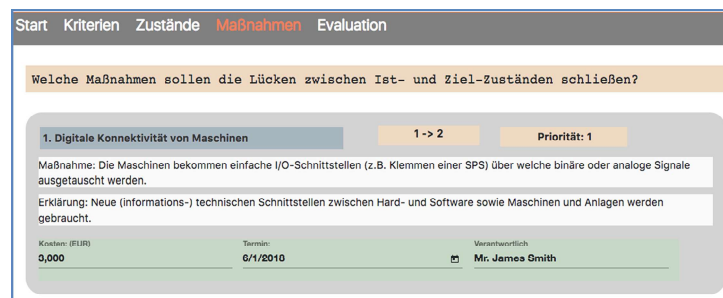 Start Kriterien Zustände Maßnahmen Evaluation
Welche Maßnahmen sollen die Lücken zwischen Ist- und Ziel-Zuständen schließen?
1. Digitale Konnektivität von Maschinen 1 -> 2 Priorität: 1
Maßnahme: Die Maschinen bekommen einfache I/O-Schnittstellen (z.B. Klemmen einer SPS) über welche binäre oder analoge Signale
ausgetauscht werden.
Erklärung: Neue (informations-) technischen Schnittstellen zwischen Hard- und Software sowie Maschinen und Anlagen werden
gebraucht.
Kosten: (EUR) Termin: Verantwortlich
3,000 6/1/2018 Mr. James Smith